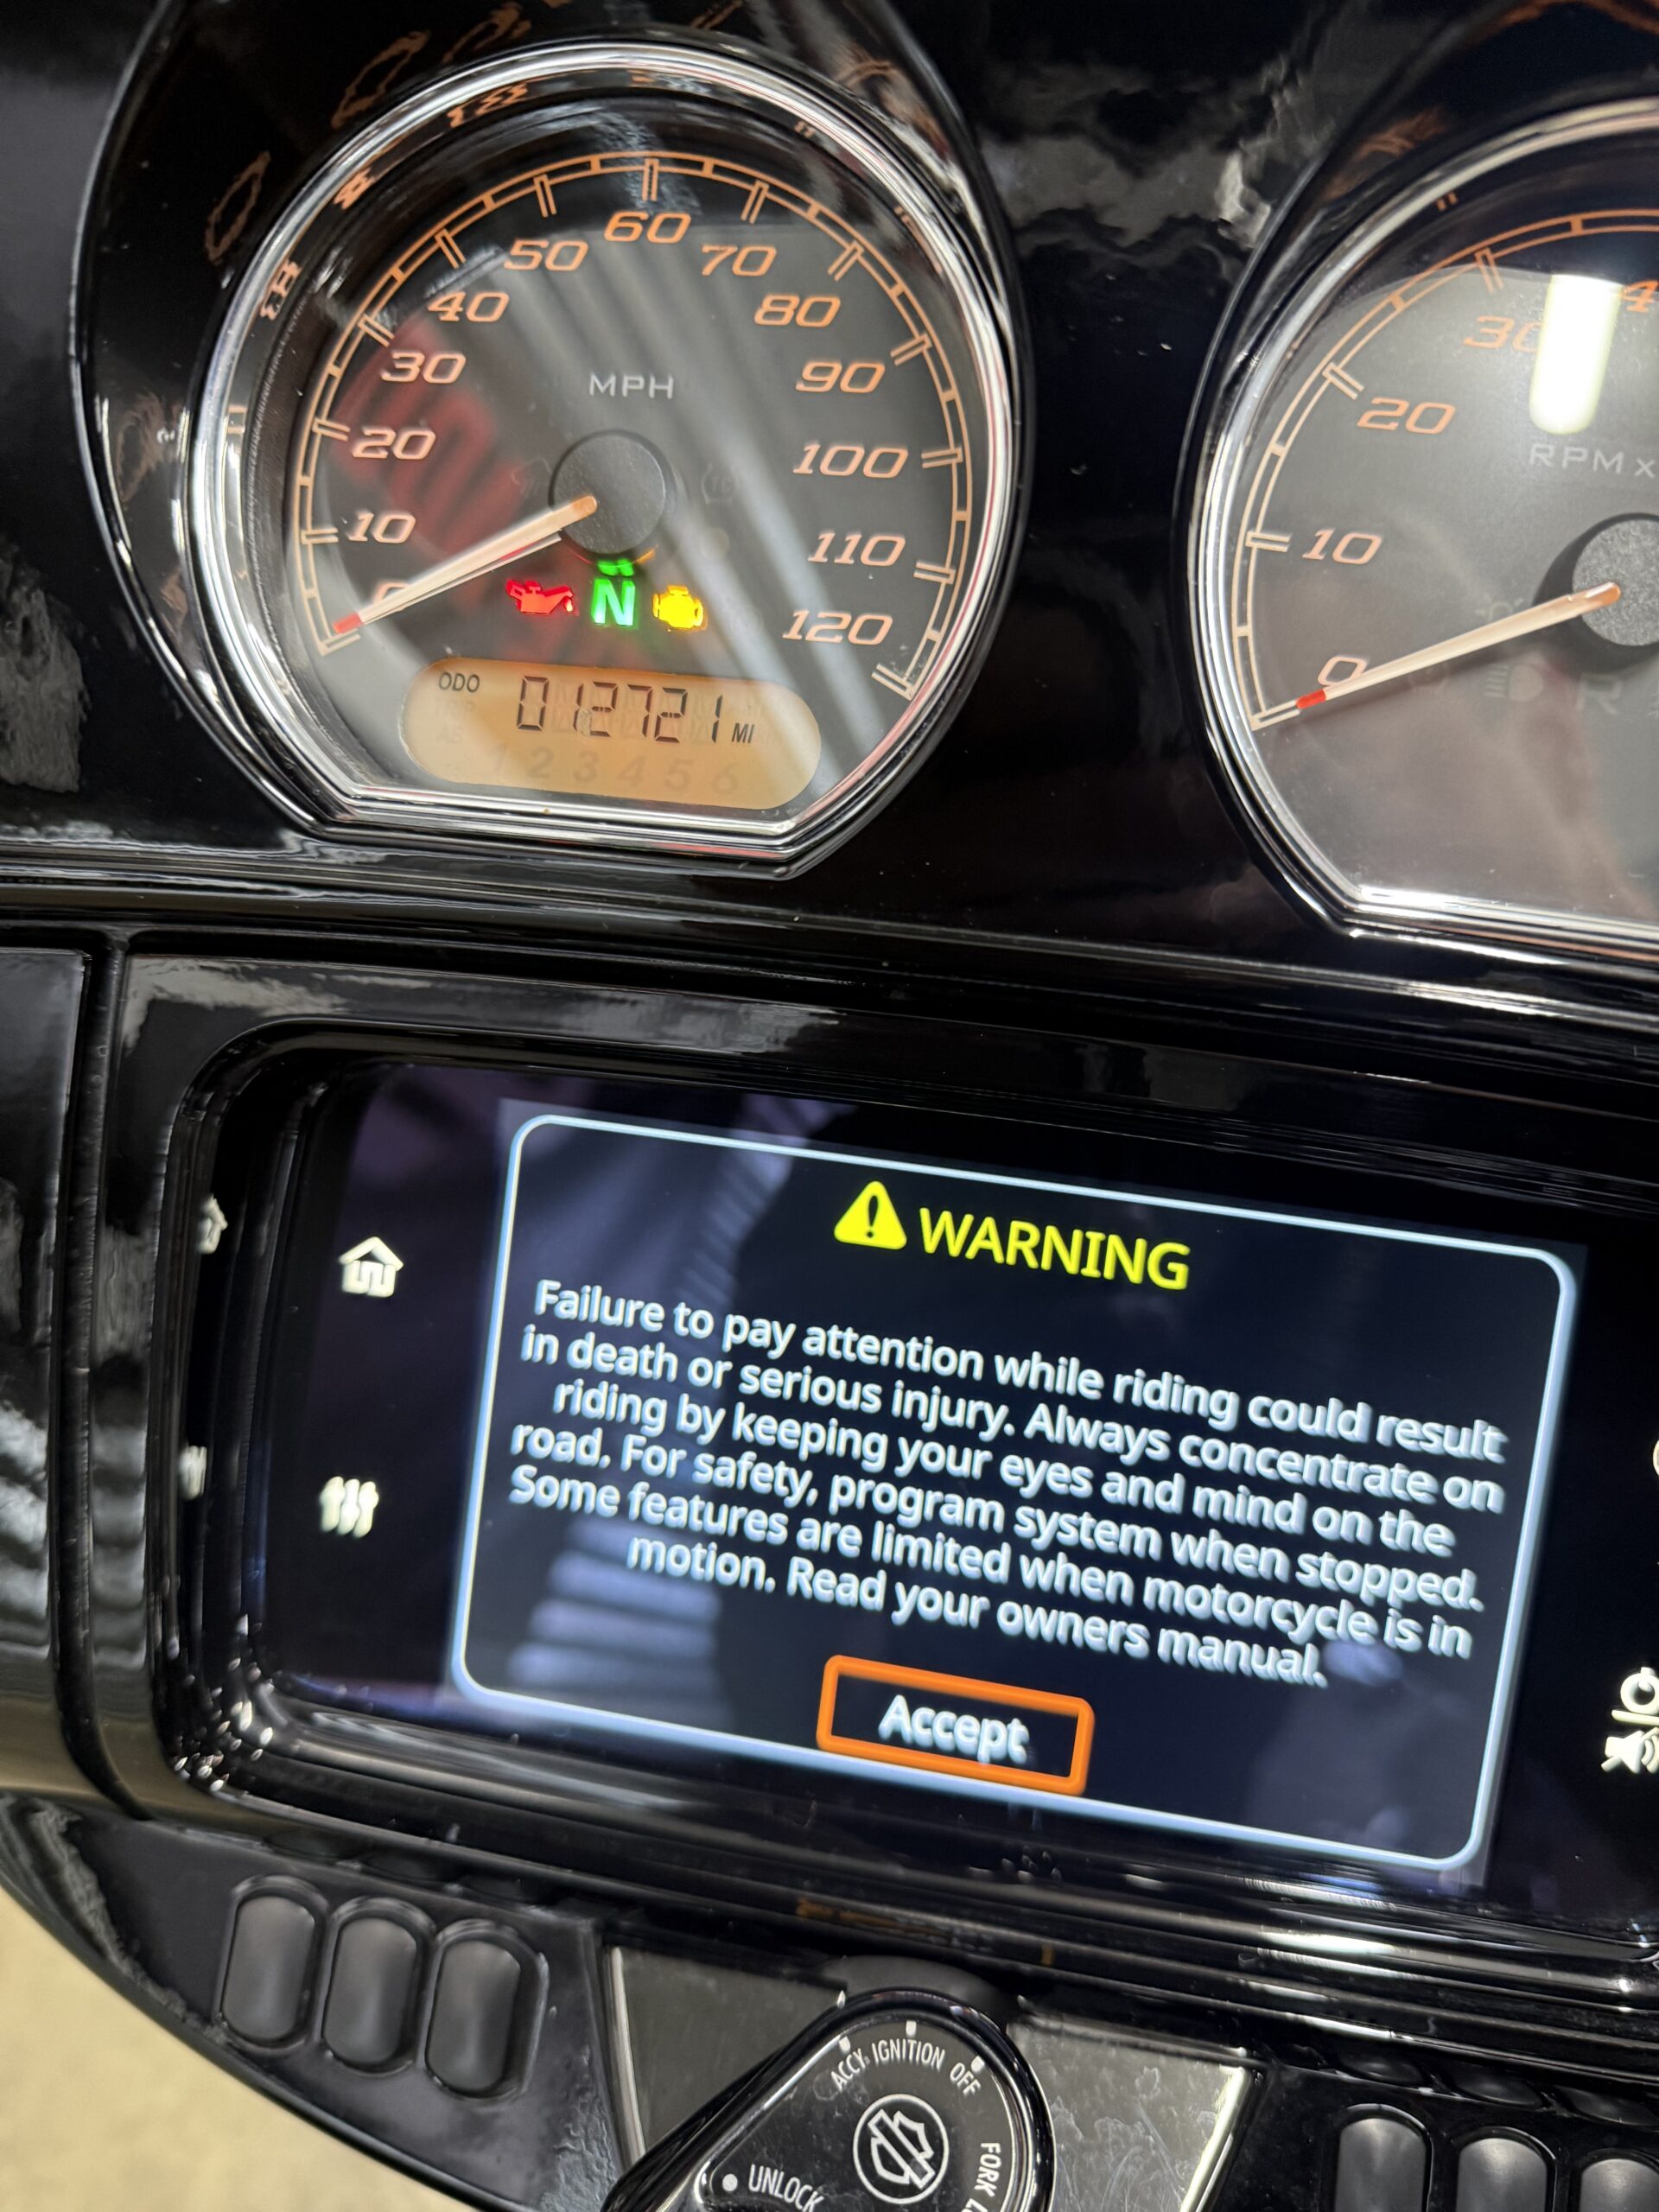 60
50
70
40
80
30
MPH
90
20
100
10
110
0
N
120
ODO
012721 MI
1 2 3 4 5 6
30
20
RPM x
10
0
WARNING
Failure to pay attention while riding could result
in death or serious injury. Always concentrate on
riding by keeping your eyes and mind on the
road. For safety, program system when stopped.
Some features are limited when motorcycle is in
motion. Read your owners manual.
Accept
ACCY. IGNITION OFF
UNLOCK
FORK